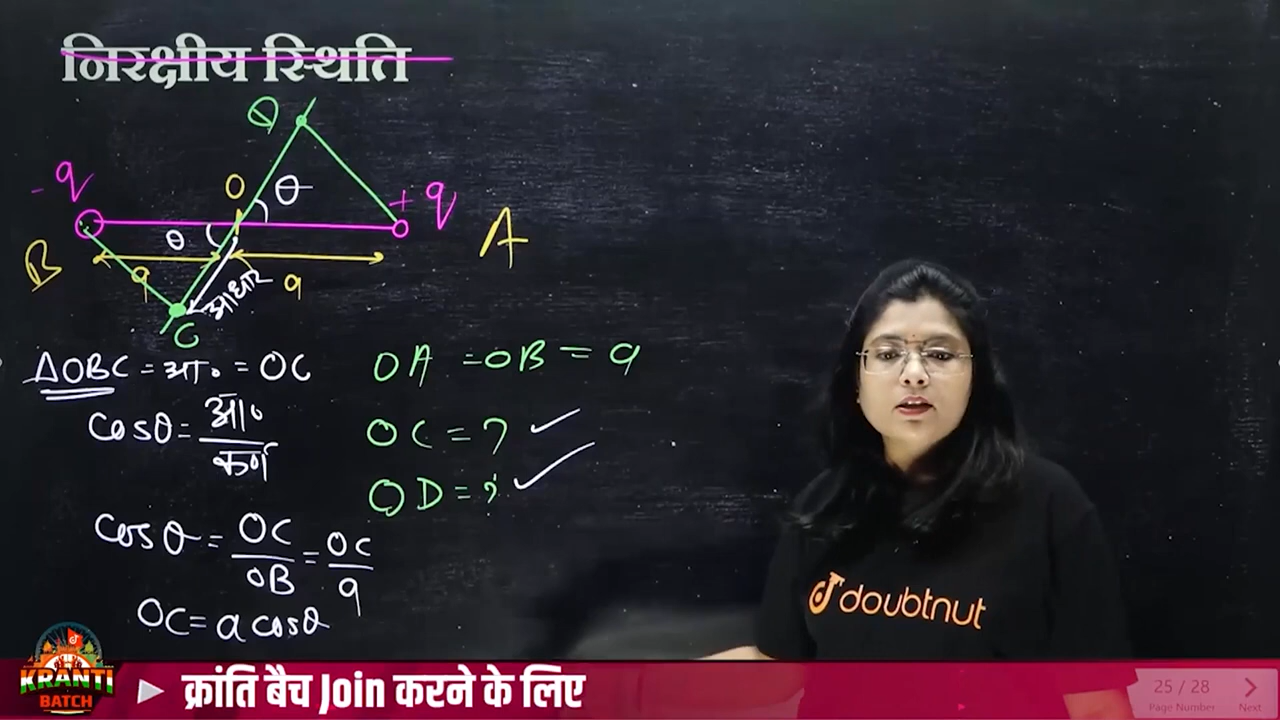 निरक्षीय स्थिति
D
- q
O
θ
+ q
B
θ
A
a
a
आधार
C
ΔOBC = आ० = OC
OA = OB = a
cosθ = आ०/कर्ण
OC = ?
OD = ?
cosθ = OC/OB = OC/a
OC = a cosθ
doubtnut
KRANTI
BATCH
क्रांति बैच Join करने के लिए
25 / 28
Page Number
Next